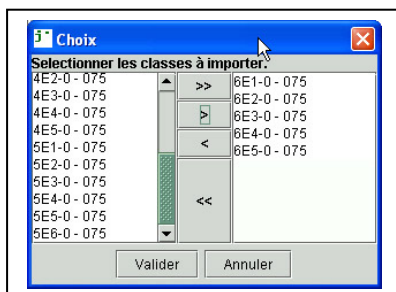 Choix
Selectionner les classes à importer.
4E2-0 - 075
4E3-0 - 075
4E4-0 - 075
4E5-0 - 075
5E1-0 - 075
5E2-0 - 075
5E3-0 - 075
5E4-0 - 075
5E5-0 - 075
5E6-0 - 075
>>
>
<
<<
6E1-0 - 075
6E2-0 - 075
6E3-0 - 075
6E4-0 - 075
6E5-0 - 075
Valider Annuler